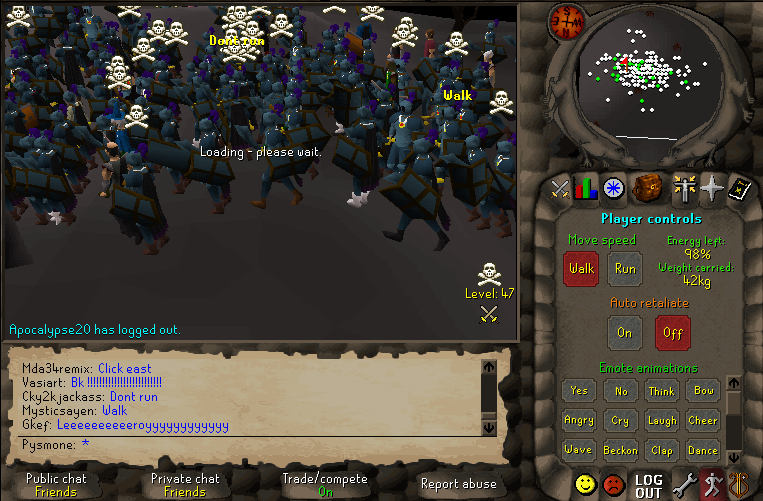 Dont run
Walk
Loading - please wait.
Level: 47
Apocalypse20 has logged out.
Mda34remix: Click east
Vasiart: Bk !!!!!!!!!!!!!!!!!!!!!!!!!
Cky2kjackass: Dont run
Mysticsayen: Walk
Gkef: Leeeeeeeeeeroyyyyyyyyyyyy
Pysmone: *
Public chat
Friends
Private chat
Friends
Trade/compete
On
Report abuse
Player controls
Move speed
Walk
Run
Energy left:
98%
Weight carried:
42kg
Auto retaliate
On
Off
Emote animations
Yes
No
Think
Bow
Angry
Cry
Laugh
Cheer
Wave
Beckon
Clap
Dance
LOG
OUT